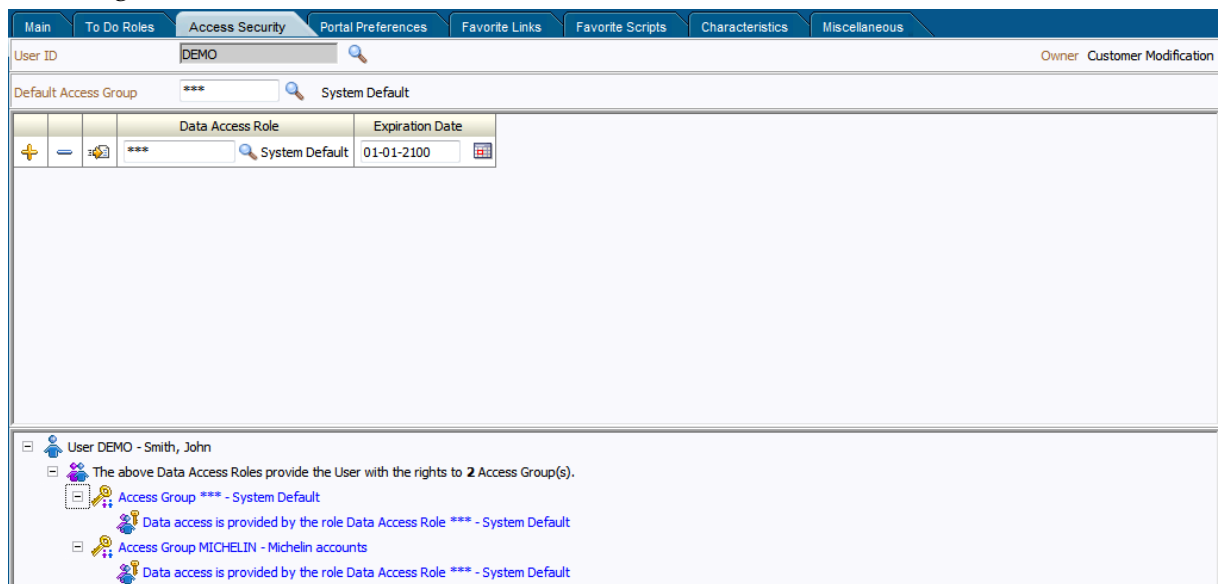 Main To Do Roles Access Security Portal Preferences Favorite Links Favorite Scripts Characteristics Miscellaneous
User ID DEMO Owner Customer Modification
Default Access Group *** System Default
Data Access Role Expiration Date
*** System Default 01-01-2100
User DEMO - Smith, John
The above Data Access Roles provide the User with the rights to 2 Access Group(s).
Access Group *** - System Default
Data access is provided by the role Data Access Role *** - System Default
Access Group MICHELIN - Michelin accounts
Data access is provided by the role Data Access Role *** - System Default